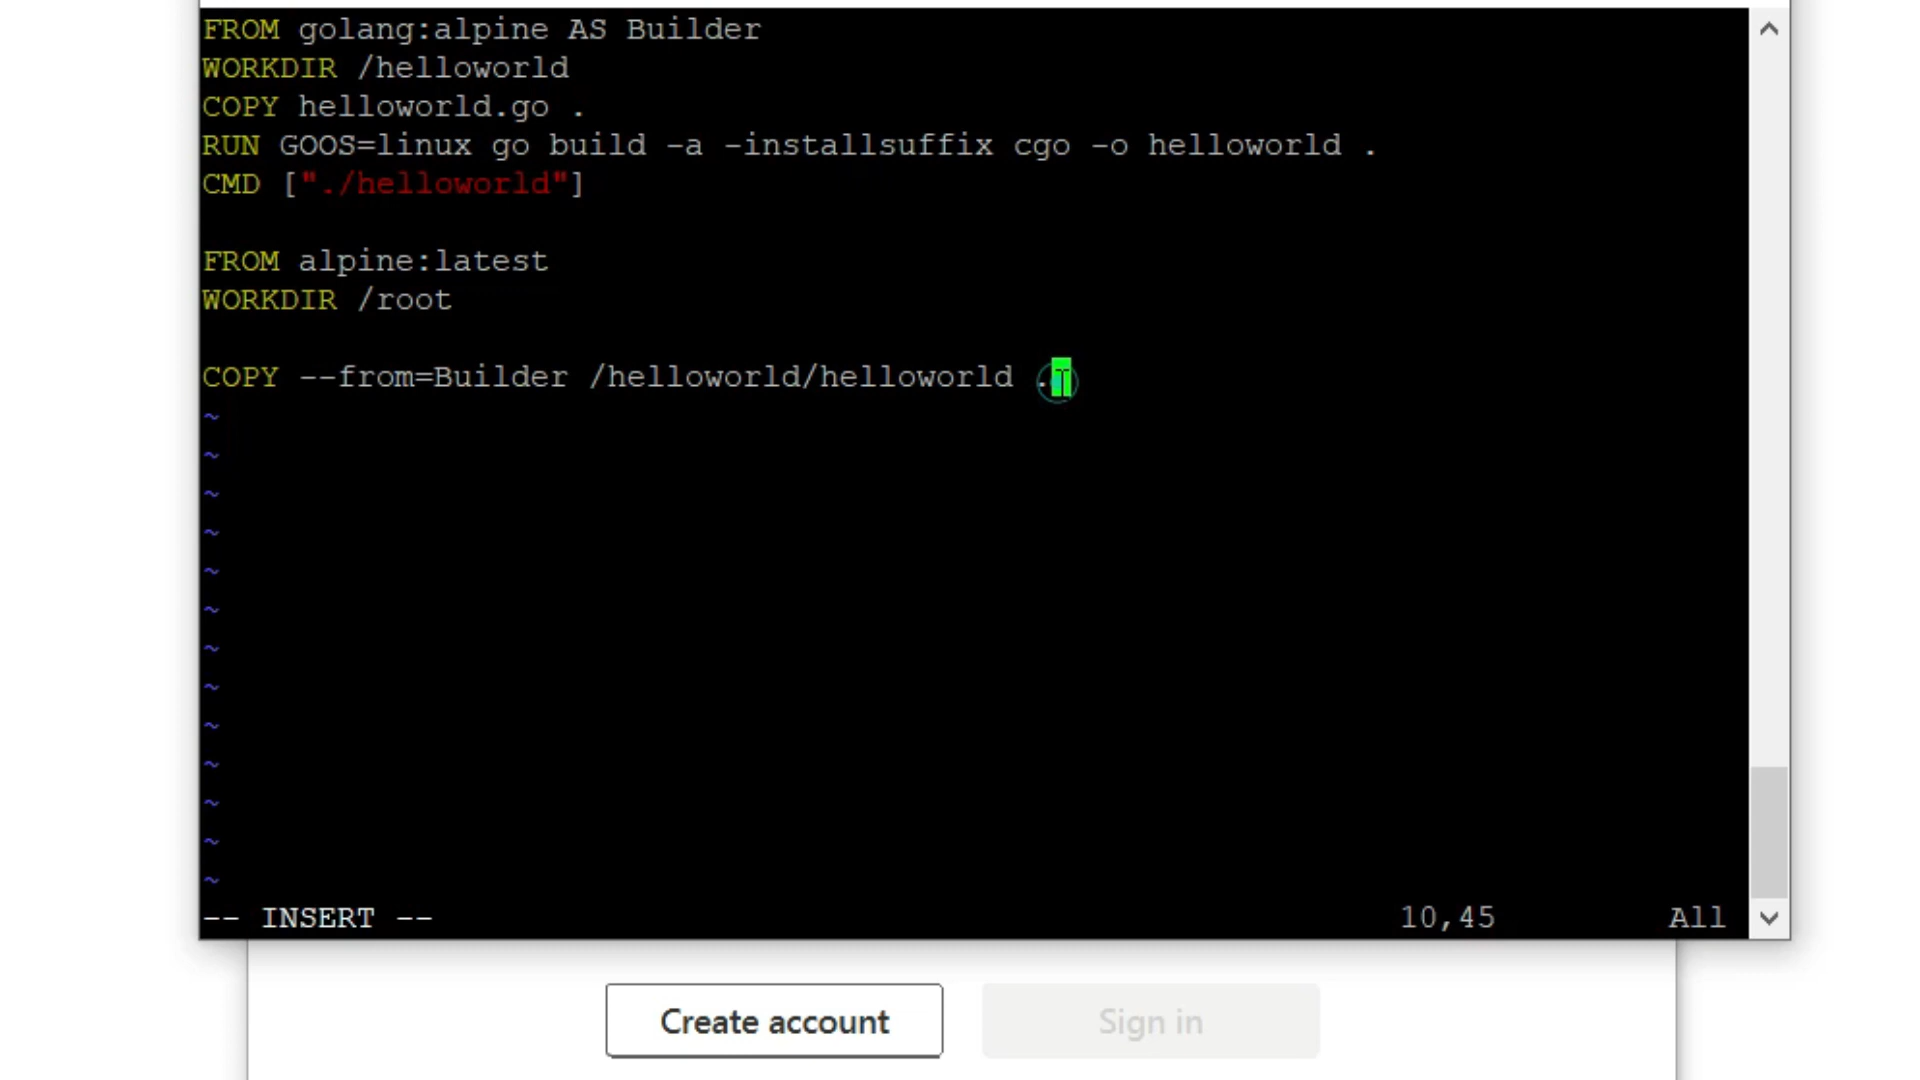 FROM golang:alpine AS Builder
WORKDIR /helloworld
COPY helloworld.go .
RUN GOOS=linux go build -a -installsuffix cgo -o helloworld .
CMD ["./helloworld"]
FROM alpine:latest
WORKDIR /root
COPY --from=Builder /helloworld/helloworld .
~
~
~
~
~
~
~
~
~
~
~
~
~
-- INSERT -- 10,45 All
Create account Sign in